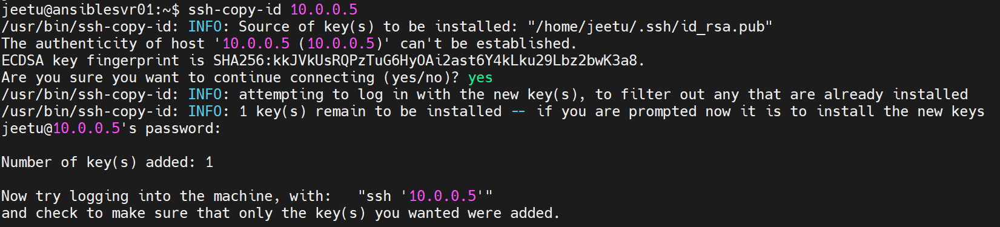 jeetu@ansiblesvr01:~$ ssh-copy-id 10.0.0.5
/usr/bin/ssh-copy-id: INFO: Source of key(s) to be installed: "/home/jeetu/.ssh/id_rsa.pub"
The authenticity of host '10.0.0.5 (10.0.0.5)' can't be established.
ECDSA key fingerprint is SHA256:kkJVkUsRQPzTuG6HyOAi2ast6Y4kLku29Lbz2bwK3a8.
Are you sure you want to continue connecting (yes/no)? yes
/usr/bin/ssh-copy-id: INFO: attempting to log in with the new key(s), to filter out any that are already installed
/usr/bin/ssh-copy-id: INFO: 1 key(s) remain to be installed -- if you are prompted now it is to install the new keys
jeetu@10.0.0.5's password:
Number of key(s) added: 1
Now try logging into the machine, with:   "ssh '10.0.0.5'"
and check to make sure that only the key(s) you wanted were added.